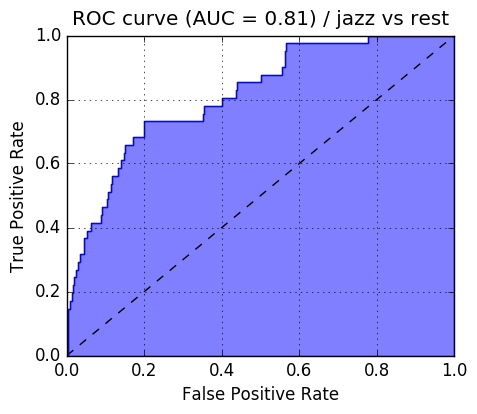 ROC curve (AUC = 0.81) / jazz vs rest
1.0
0.8
0.6
0.4
0.2
0.0
True Positive Rate
0.0 0.2 0.4 0.6 0.8 1.0
False Positive Rate